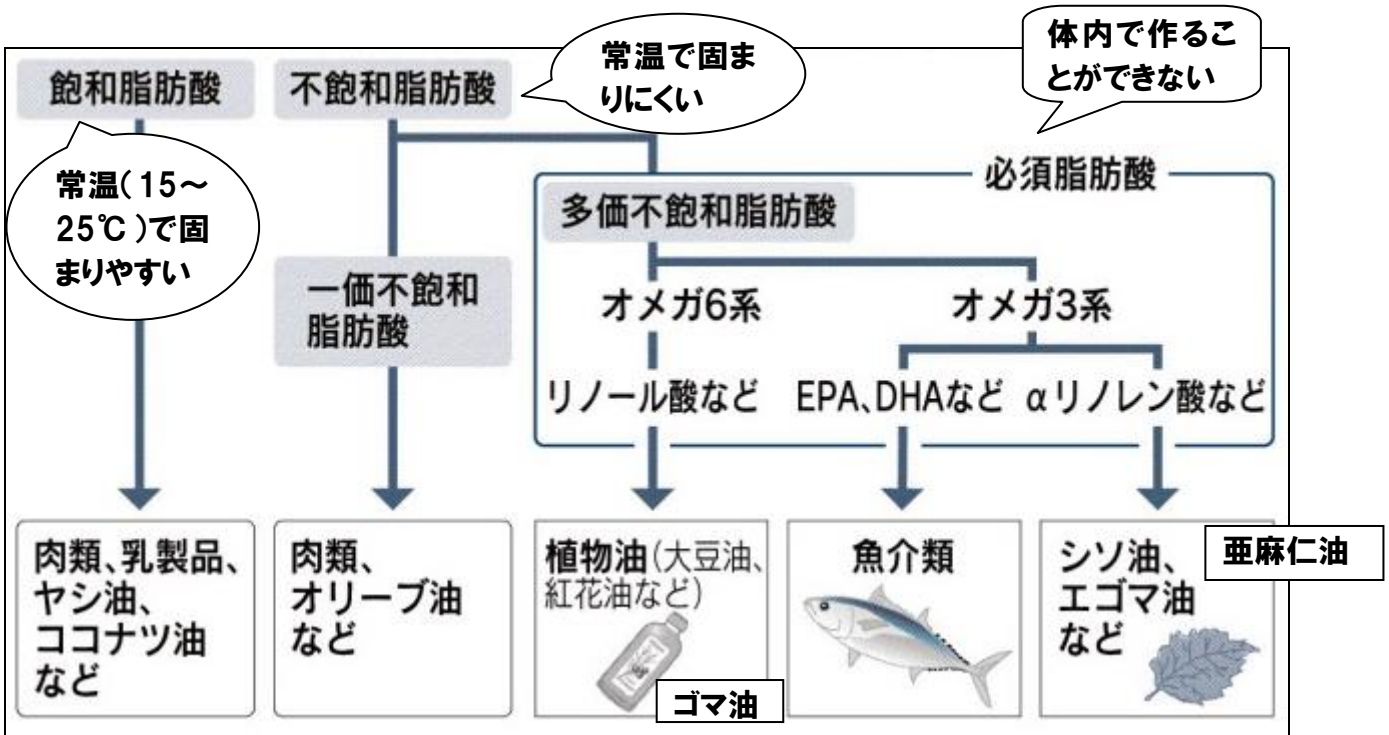 飽和脂肪酸
不飽和脂肪酸
常温で固ま
りにくい
体内で作るこ
とができない
常温(15～
25℃)で固
まりやすい
必須脂肪酸
多価不飽和脂肪酸
一価不飽和
脂肪酸
オメガ6系
オメガ3系
リノール酸など
EPA、DHAなど
αリノレン酸など
肉類、乳製品、
ヤシ油、
ココナツ油
など
肉類、
オリーブ油
など
植物油(大豆油、
紅花油など)
ゴマ油
魚介類
シソ油、
エゴマ油
など
亜麻仁油